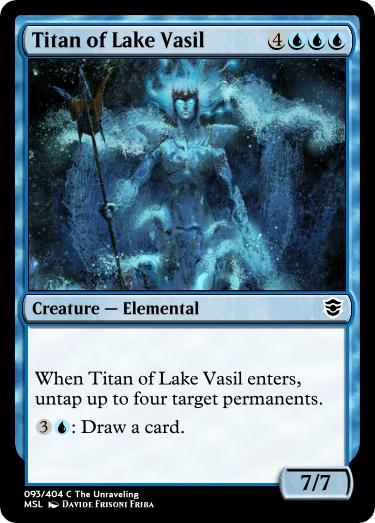 Titan of Lake Vasil 4
Creature — Elemental
When Titan of Lake Vasil enters,
untap up to four target permanents.
3: Draw a card.
7/7
093/404 C The Unraveling
MSL Davide Frisoni Friba